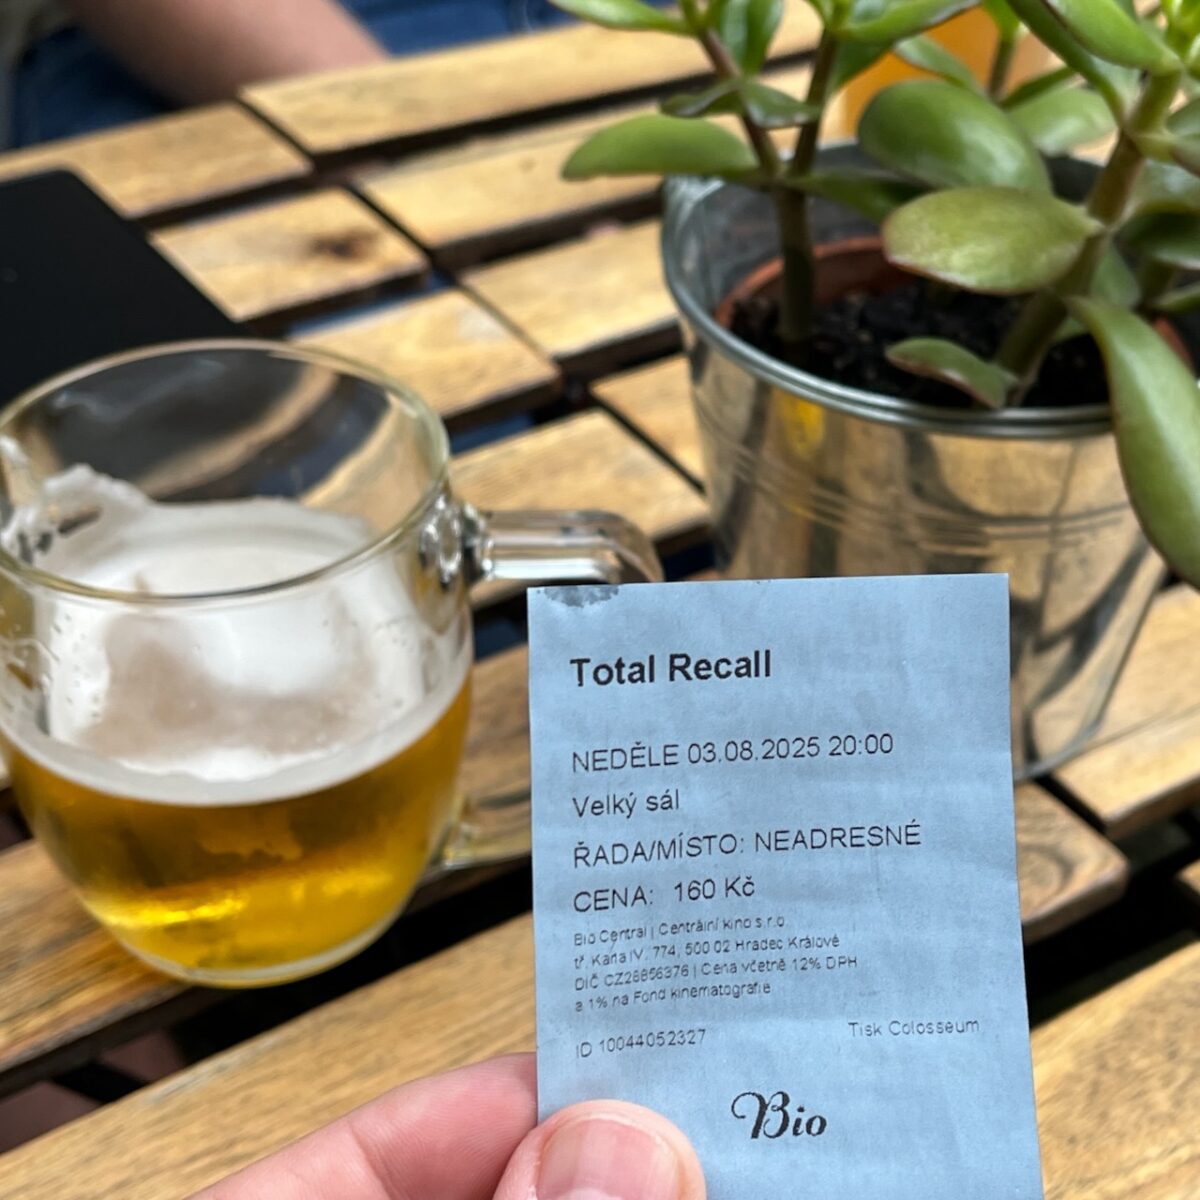 Total Recall
NEDĚLE 03.08.2025 20:00
Velký sál
ŘADA/MÍSTO: NEADRESNÉ
CENA: 160 Kč
Bio Central | Centrální kino s.r.o.
tř. Karla IV. 774, 500 02 Hradec Králové
DIČ CZ28856376 | Cena včetně 12% DPH
a 1% na Fond kinematografie
ID 10044052327 Tisk Colosseum
Bio